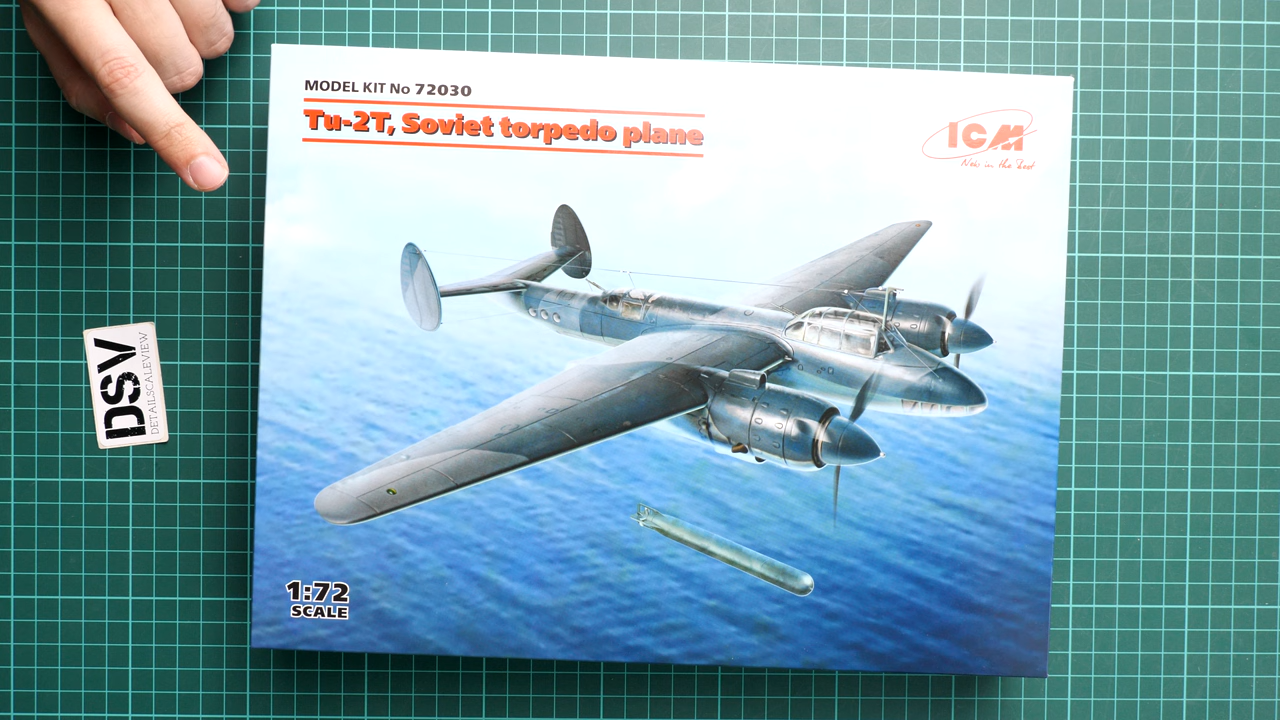 MODEL KIT No 72030
Tu-2T, Soviet torpedo plane
ICM
New in the Best
DSV
DETAILSCALEVIEW
1:72
SCALE